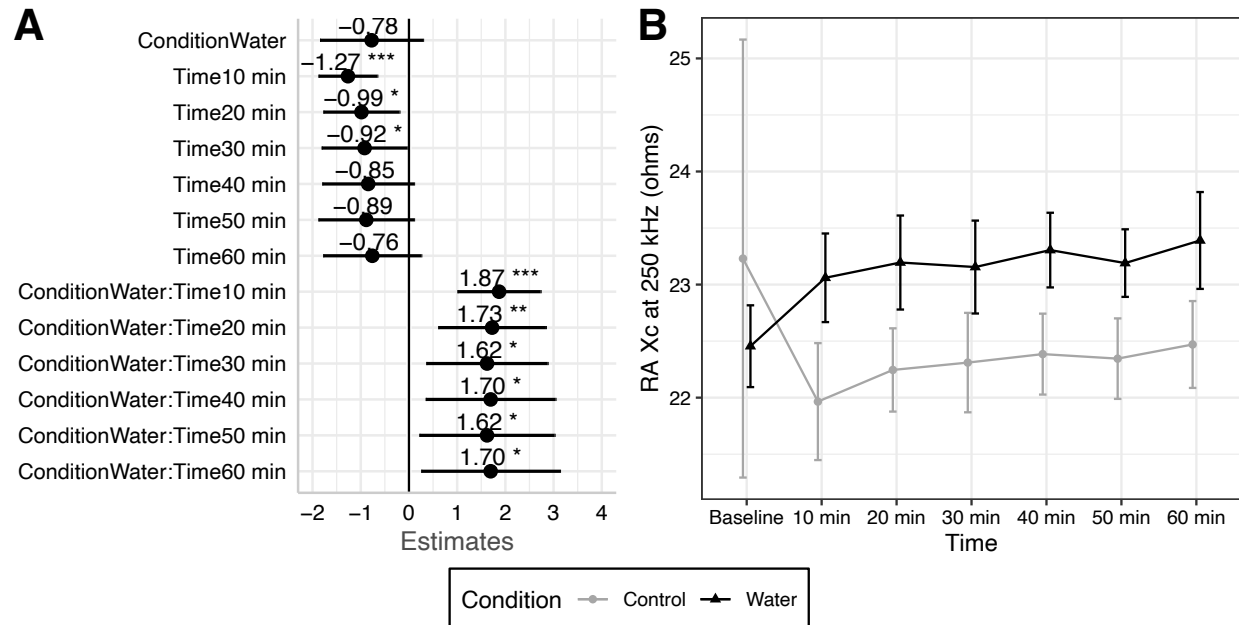 A
ConditionWater −0.78
Time10 min −1.27 ***
Time20 min −0.99 *
Time30 min −0.92 *
Time40 min −0.85
Time50 min −0.89
Time60 min −0.76
ConditionWater:Time10 min 1.87 ***
ConditionWater:Time20 min 1.73 **
ConditionWater:Time30 min 1.62 *
ConditionWater:Time40 min 1.70 *
ConditionWater:Time50 min 1.62 *
ConditionWater:Time60 min 1.70 *
−2 −1 0 1 2 3 4
Estimates
B
RA Xc at 250 kHz (ohms)
25
24
23
22
Baseline 10 min 20 min 30 min 40 min 50 min 60 min
Time
Condition Control Water